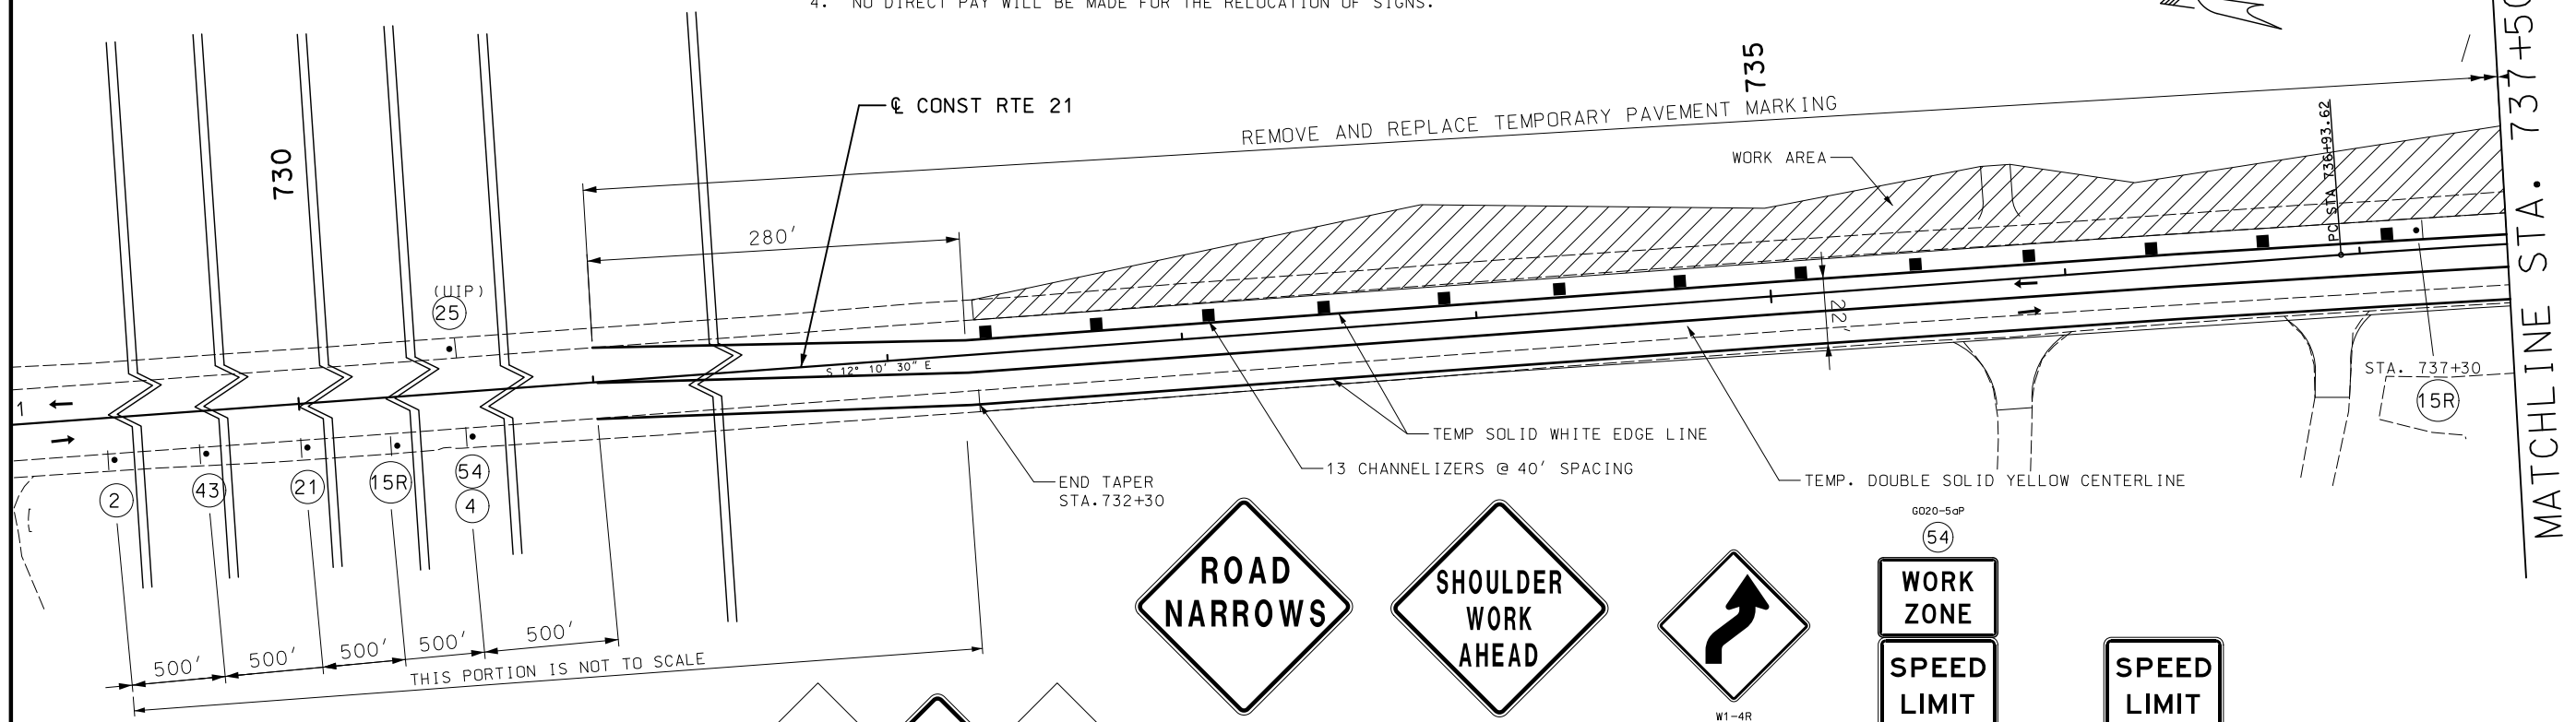 4. NO DIRECT PAY WILL BE MADE FOR THE RELOCATION OF SIGNS.
735
730
℄ CONST RTE 21
REMOVE AND REPLACE TEMPORARY PAVEMENT MARKING
WORK AREA
PC STA 736+93.62
MATCHLINE STA. 737+50
280'
(UIP)
25
22'
S 12° 10' 30" E
1
STA. 737+30
15R
2
43
21
15R
54
4
TEMP SOLID WHITE EDGE LINE
13 CHANNELIZERS @ 40' SPACING
TEMP. DOUBLE SOLID YELLOW CENTERLINE
END TAPER
STA.732+30
500'
500'
500'
500'
500'
THIS PORTION IS NOT TO SCALE
ROAD
NARROWS
SHOULDER
WORK
AHEAD
W1-4R
GO20-5aP
54
WORK
ZONE
SPEED
LIMIT
SPEED
LIMIT